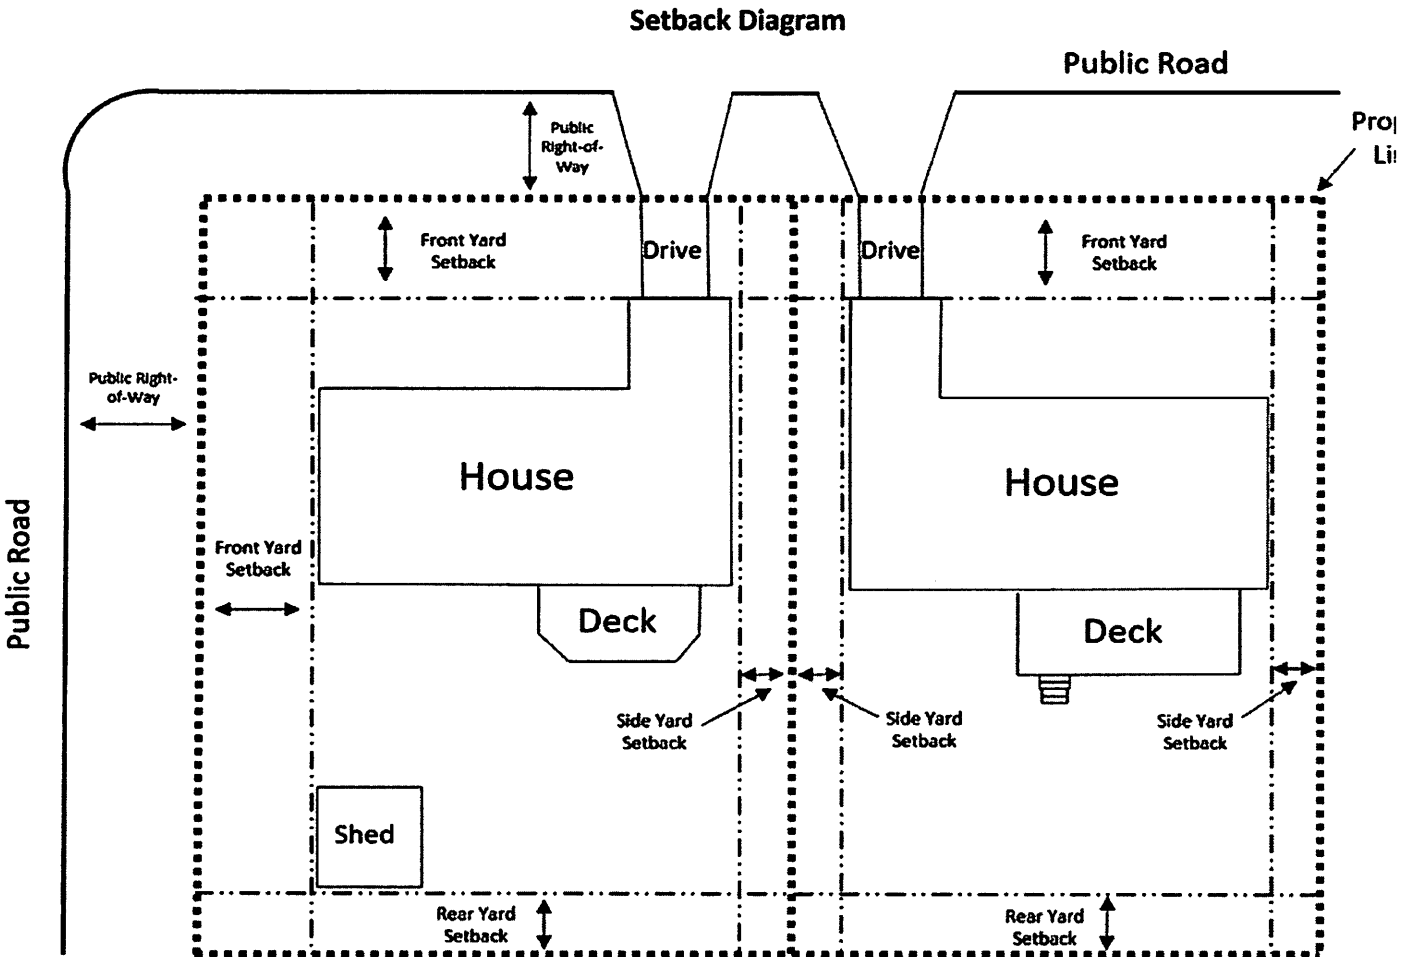 Setback Diagram
Public Road
Public
Right-of-
Way
Front Yard
Setback
Drive
Drive
Front Yard
Setback
Public Right-
of-Way
House
House
Public Road
Front Yard
Setback
Deck
Deck
Side Yard
Setback
Side Yard
Setback
Side Yard
Setback
Shed
Rear Yard
Setback
Rear Yard
Setback